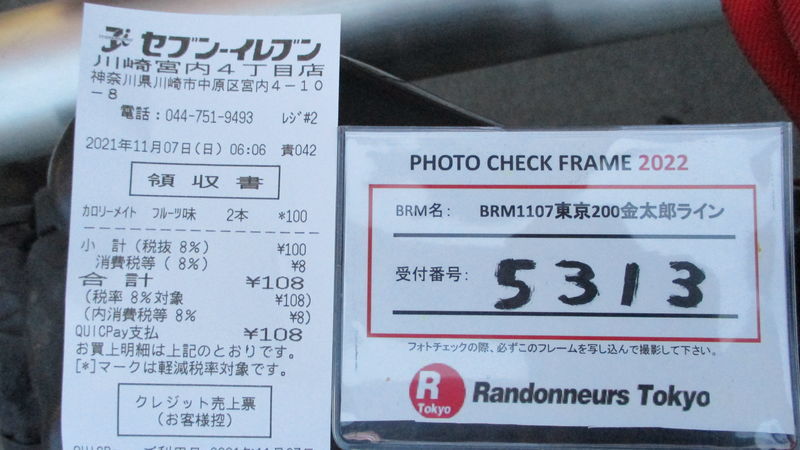 セブン-イレブン
川崎宮内4丁目店
神奈川県川崎市中原区宮内4-10
-8
電話:044-751-9493 レジ#2
2021年11月07日(日) 06:06 責042
領収書
カロリーメイト フルーツ味 2本 *100
小 計(税抜 8%) ¥100
消費税等( 8%) ¥8
合計 ¥108
(税率 8%対象 ¥108)
(内消費税等 8% ¥8)
QUICPay支払 ¥108
お買上明細は上記のとおりです。
[*]マークは軽減税率対象です。
クレジット売上票
(お客様控)
PHOTO CHECK FRAME 2022
BRM名: BRM1107東京200金太郎ライン
受付番号: 5313
フォトチェックの際、必ずこのフレームを写し込んで撮影して下さい。
R
Tokyo
Randonneurs Tokyo